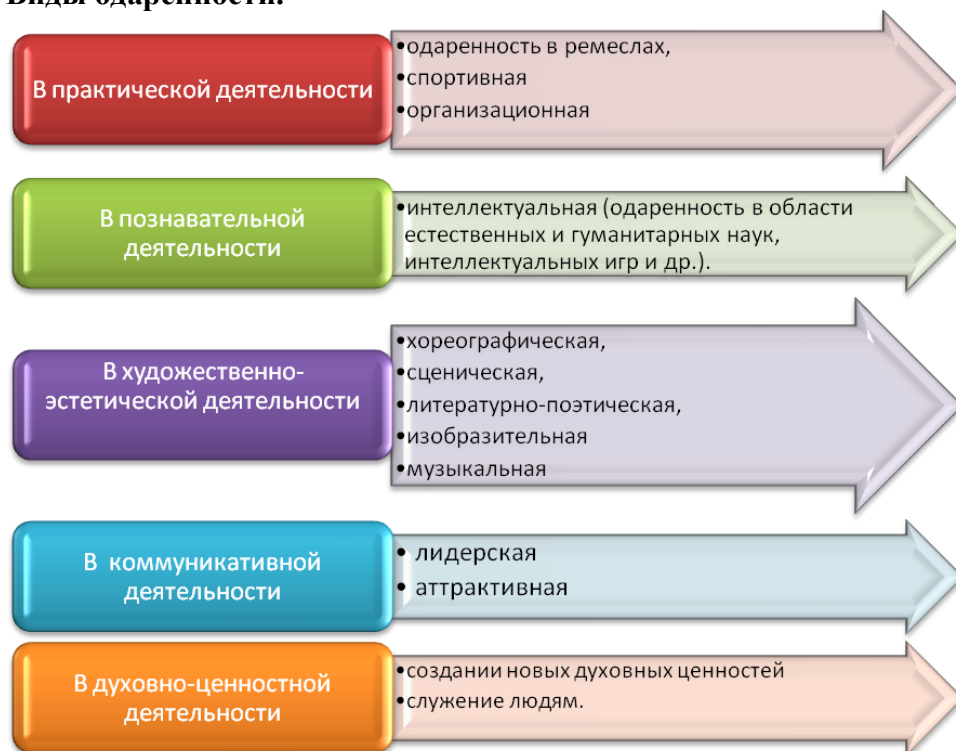 Виды одаренности:
В практической деятельности
•одаренность в ремеслах,
•спортивная
•организационная
В познавательной
деятельности
•интеллектуальная (одаренность в области
естественных и гуманитарных наук,
интеллектуальных игр и др.).
В художественно-
эстетической деятельности
•хореографическая,
•сценическая,
•литературно-поэтическая,
•изобразительная
•музыкальная
В коммуникативной
деятельности
• лидерская
• аттрактивная
В духовно-ценностной
деятельности
•создании новых духовных ценностей
•служение людям.